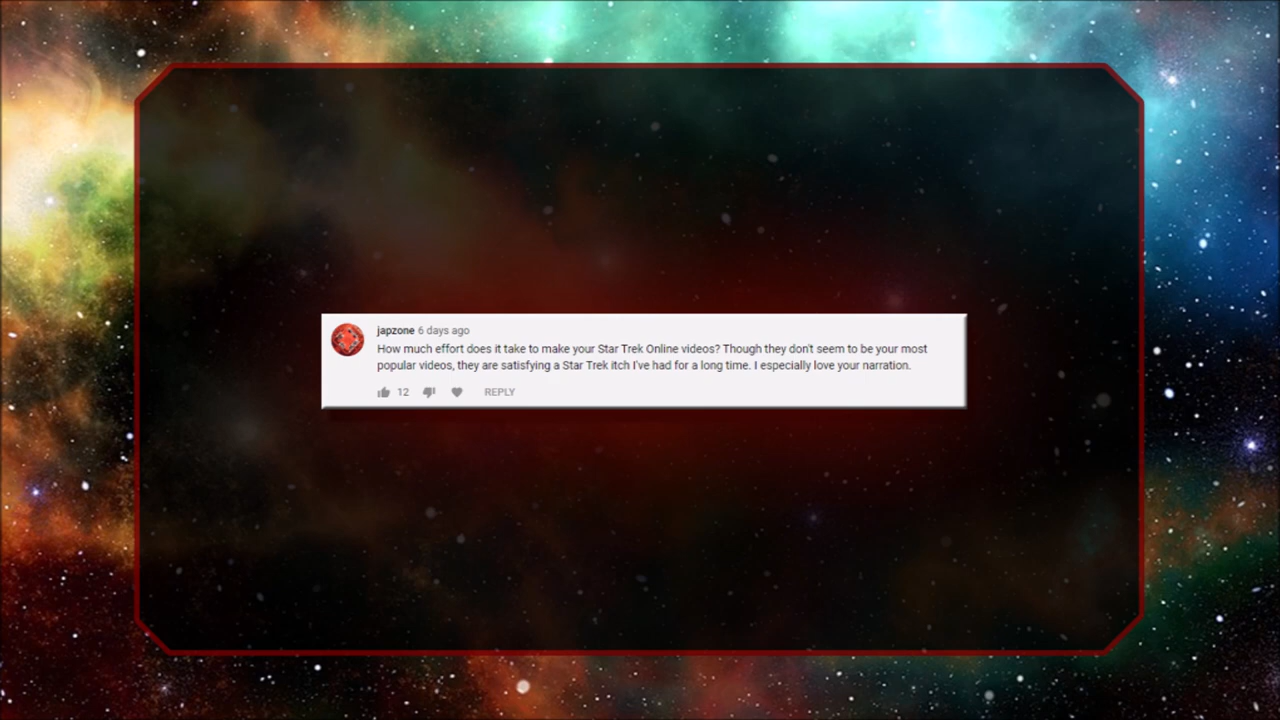 japzone 6 days ago
How much effort does it take to make your Star Trek Online videos? Though they don't seem to be your most
popular videos, they are satisfying a Star Trek itch I've had for a long time. I especially love your narration.
12 REPLY